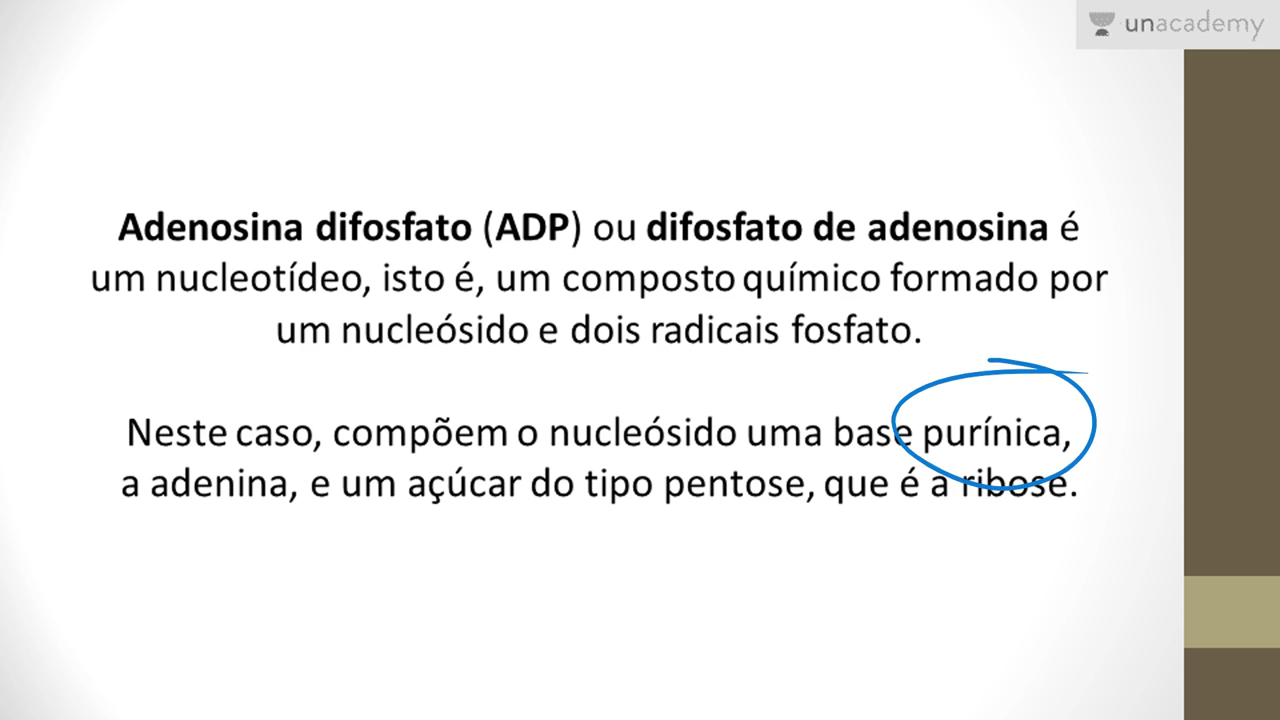 unacademy
Adenosina difosfato (ADP) ou difosfato de adenosina é
um nucleotídeo, isto é, um composto químico formado por
um nucleósido e dois radicais fosfato.
Neste caso, compõem o nucleósido uma base purínica,
a adenina, e um açúcar do tipo pentose, que é a ribose.